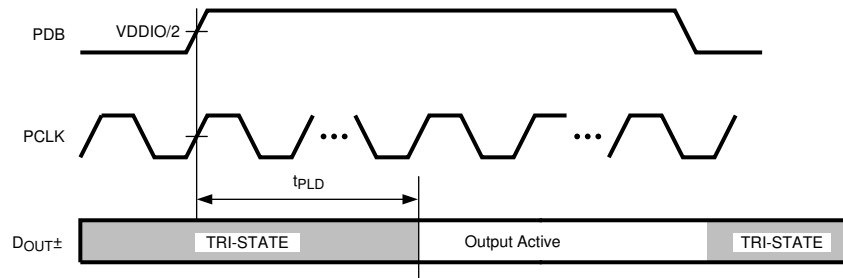 PDB
VDDIO/2
PCLK
tPLD
DOUT±
TRI-STATE
Output Active
TRI-STATE